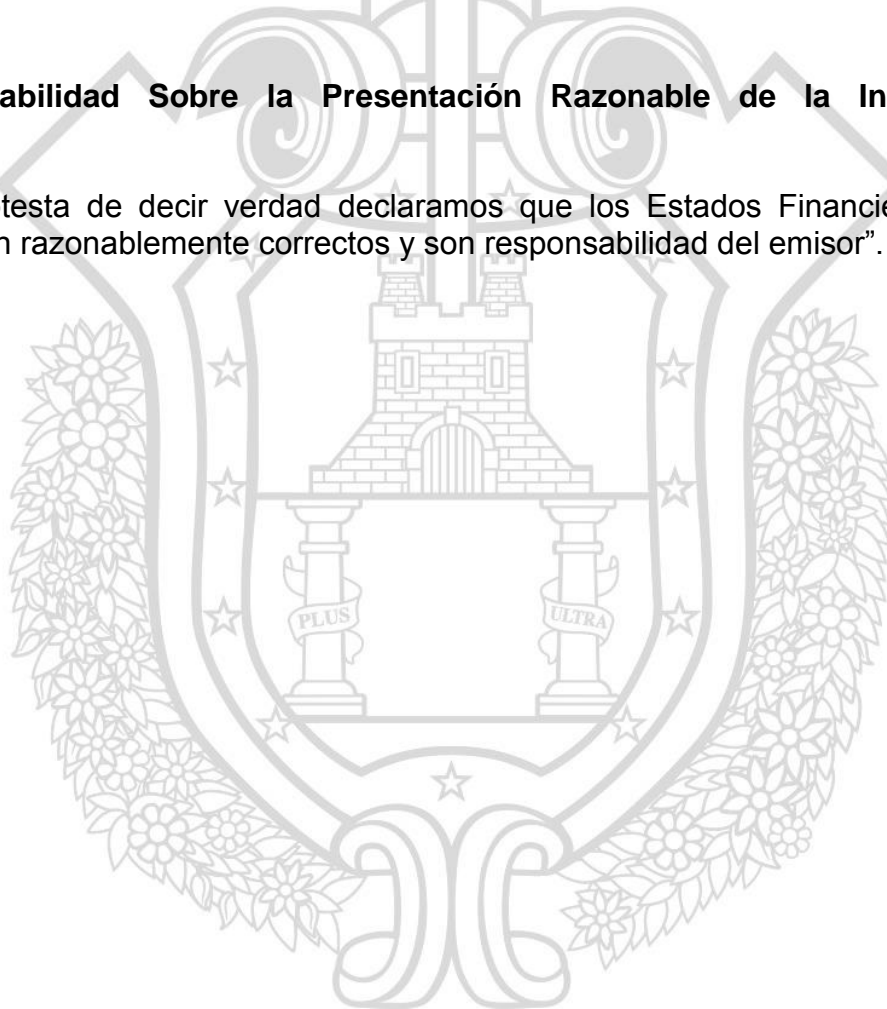 abilidad Sobre la Presentación Razonable de la In
testa de decir verdad declaramos que los Estados Financie
n razonablemente correctos y son responsabilidad del emisor”.
PLUS
ULTRA